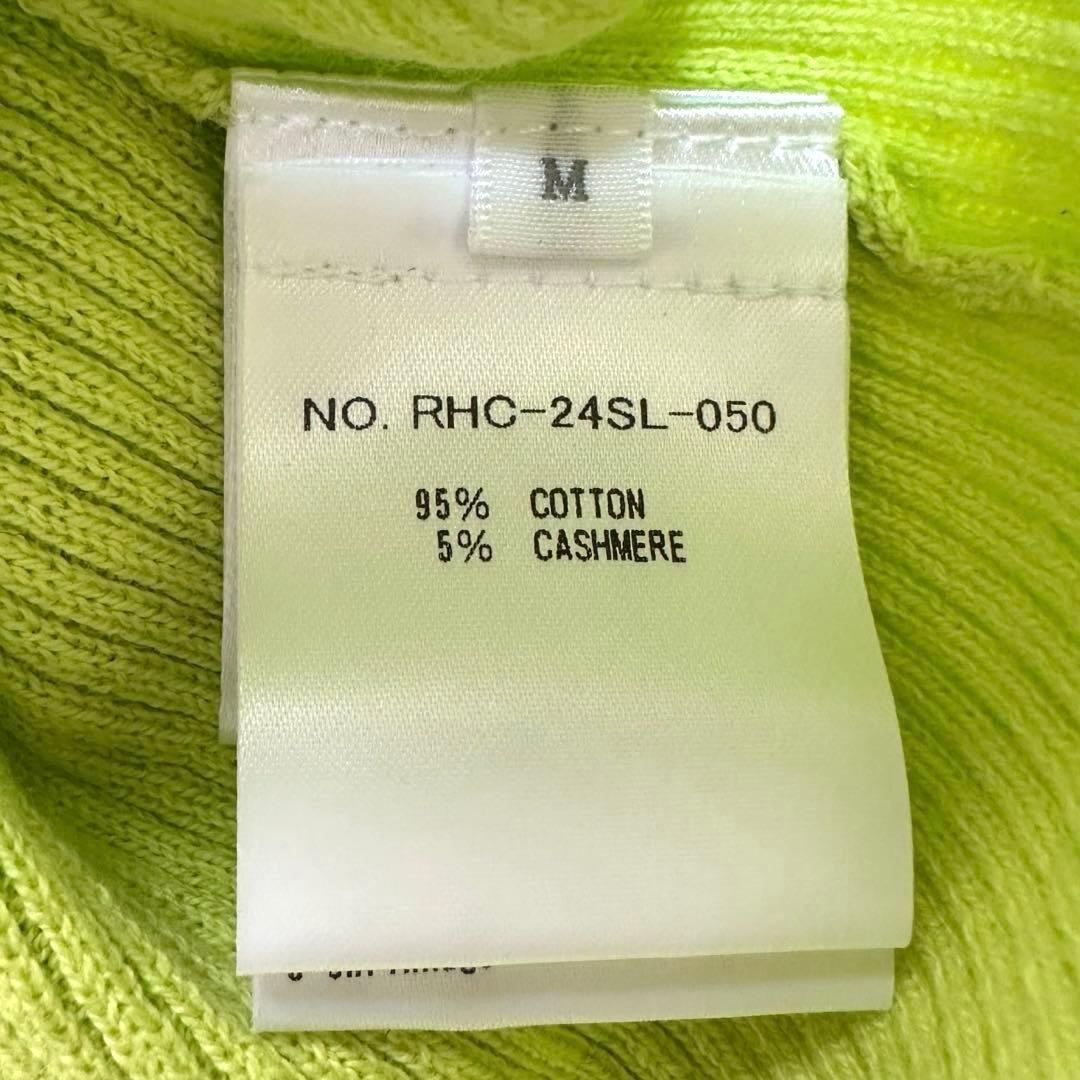 M
NO. RHC-24SL-050
95% COTTON
5% CASHMERE